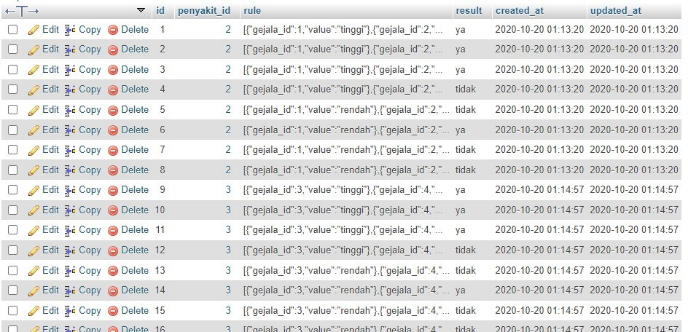 id penyakit_id rule result created_at updated_at
Edit Copy Delete 1 2 [{"gejala_id":1,"value":"tinggi"},{"gejala_id":2,"... ya 2020-10-20 01:13:20 2020-10-20 01:13:20
Edit Copy Delete 2 2 [{"gejala_id":1,"value":"tinggi"},{"gejala_id":2,"... ya 2020-10-20 01:13:20 2020-10-20 01:13:20
Edit Copy Delete 3 2 [{"gejala_id":1,"value":"tinggi"},{"gejala_id":2,"... ya 2020-10-20 01:13:20 2020-10-20 01:13:20
Edit Copy Delete 4 2 [{"gejala_id":1,"value":"tinggi"},{"gejala_id":2,"... tidak 2020-10-20 01:13:20 2020-10-20 01:13:20
Edit Copy Delete 5 2 [{"gejala_id":1,"value":"rendah"},{"gejala_id":2,"... tidak 2020-10-20 01:13:20 2020-10-20 01:13:20
Edit Copy Delete 6 2 [{"gejala_id":1,"value":"rendah"},{"gejala_id":2,"... ya 2020-10-20 01:13:20 2020-10-20 01:13:20
Edit Copy Delete 7 2 [{"gejala_id":1,"value":"rendah"},{"gejala_id":2,"... tidak 2020-10-20 01:13:20 2020-10-20 01:13:20
Edit Copy Delete 8 2 [{"gejala_id":1,"value":"rendah"},{"gejala_id":2,"... tidak 2020-10-20 01:13:20 2020-10-20 01:13:20
Edit Copy Delete 9 3 [{"gejala_id":3,"value":"tinggi"},{"gejala_id":4,"... ya 2020-10-20 01:14:57 2020-10-20 01:14:57
Edit Copy Delete 10 3 [{"gejala_id":3,"value":"tinggi"},{"gejala_id":4,"... ya 2020-10-20 01:14:57 2020-10-20 01:14:57
Edit Copy Delete 11 3 [{"gejala_id":3,"value":"tinggi"},{"gejala_id":4,"... ya 2020-10-20 01:14:57 2020-10-20 01:14:57
Edit Copy Delete 12 3 [{"gejala_id":3,"value":"tinggi"},{"gejala_id":4,"... tidak 2020-10-20 01:14:57 2020-10-20 01:14:57
Edit Copy Delete 13 3 [{"gejala_id":3,"value":"rendah"},{"gejala_id":4,"... tidak 2020-10-20 01:14:57 2020-10-20 01:14:57
Edit Copy Delete 14 3 [{"gejala_id":3,"value":"rendah"},{"gejala_id":4,"... ya 2020-10-20 01:14:57 2020-10-20 01:14:57
Edit Copy Delete 15 3 [{"gejala_id":3,"value":"rendah"},{"gejala_id":4,"... tidak 2020-10-20 01:14:57 2020-10-20 01:14:57
Edit Copy Delete 16 3 [{"gejala_id":3,"value":"rendah"},{"gejala_id":4,"... tidak 2020-10-20 01:14:57 2020-10-20 01:14:57